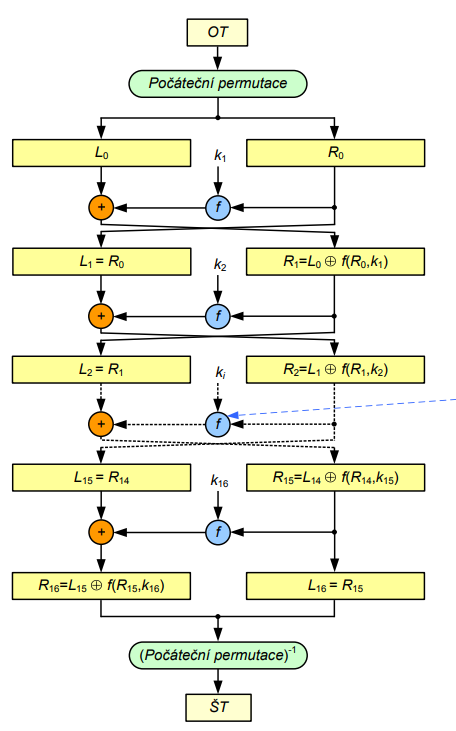 OT
Počáteční permutace
L₀
k₁
R₀
+
f
L₁ = R₀
k₂
R₁=L₀ ⊕ f(R₀,k₁)
+
f
L₂ = R₁
kᵢ
R₂=L₁ ⊕ f(R₁,k₂)
+
f
L₁₅ = R₁₄
k₁₆
R₁₅=L₁₄ ⊕ f(R₁₄,k₁₅)
+
f
R₁₆=L₁₅ ⊕ f(R₁₅,k₁₆)
L₁₆ = R₁₅
(Počáteční permutace)⁻¹
ŠT